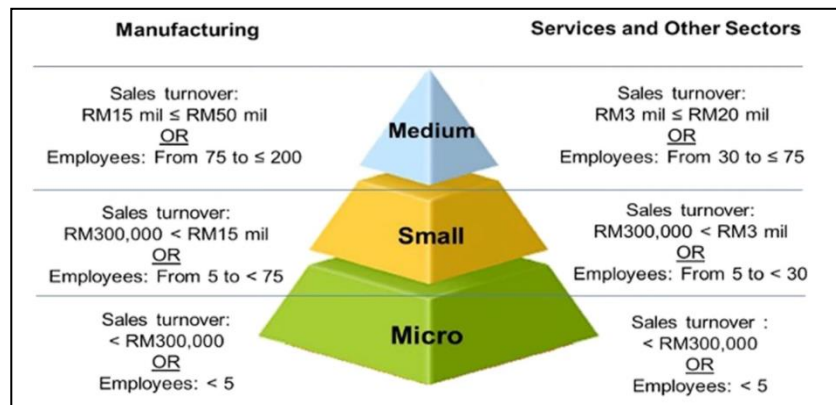 Manufacturing
Services and Other Sectors
Sales turnover:
RM15 mil ≤ RM50 mil
OR
Employees: From 75 to ≤ 200
Medium
Sales turnover:
RM3 mil ≤ RM20 mil
OR
Employees: From 30 to ≤ 75
Sales turnover:
RM300,000 < RM15 mil
OR
Employees: From 5 to < 75
Small
Sales turnover:
RM300,000 < RM3 mil
OR
Employees: From 5 to < 30
Sales turnover:
< RM300,000
OR
Employees: < 5
Micro
Sales turnover :
< RM300,000
OR
Employees: < 5